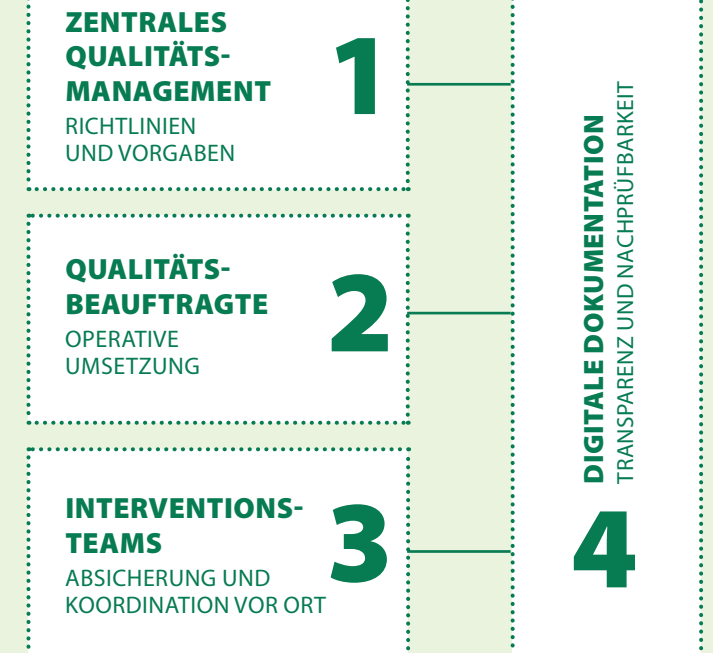 ZENTRALES
QUALITÄTS-
MANAGEMENT
RICHTLINIEN
UND VORGABEN
1
QUALITÄTS-
BEAUFTRAGTE
OPERATIVE
UMSETZUNG
2
INTERVENTIONS-
TEAMS
ABSICHERUNG UND
KOORDINATION VOR ORT
3
DIGITALE DOKUMENTATION
TRANSPARENZ UND NACHPRÜFBARKEIT
4